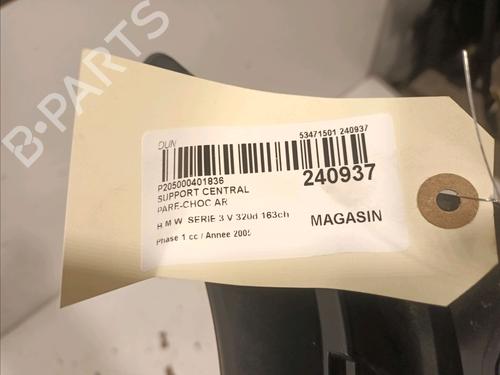 B-PARTS
DUN
53471501 240937
P205000401836
240937
SUPPORT CENTRAL
PARE-CHOC AR
B M W SERIE 3 V 320d 163ch
MAGASIN
Phase 1 cc / Annee 2005